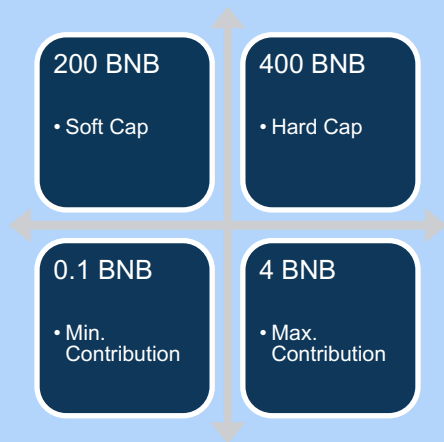 200 BNB
• Soft Cap
400 BNB
• Hard Cap
0.1 BNB
• Min.
Contribution
4 BNB
• Max.
Contribution